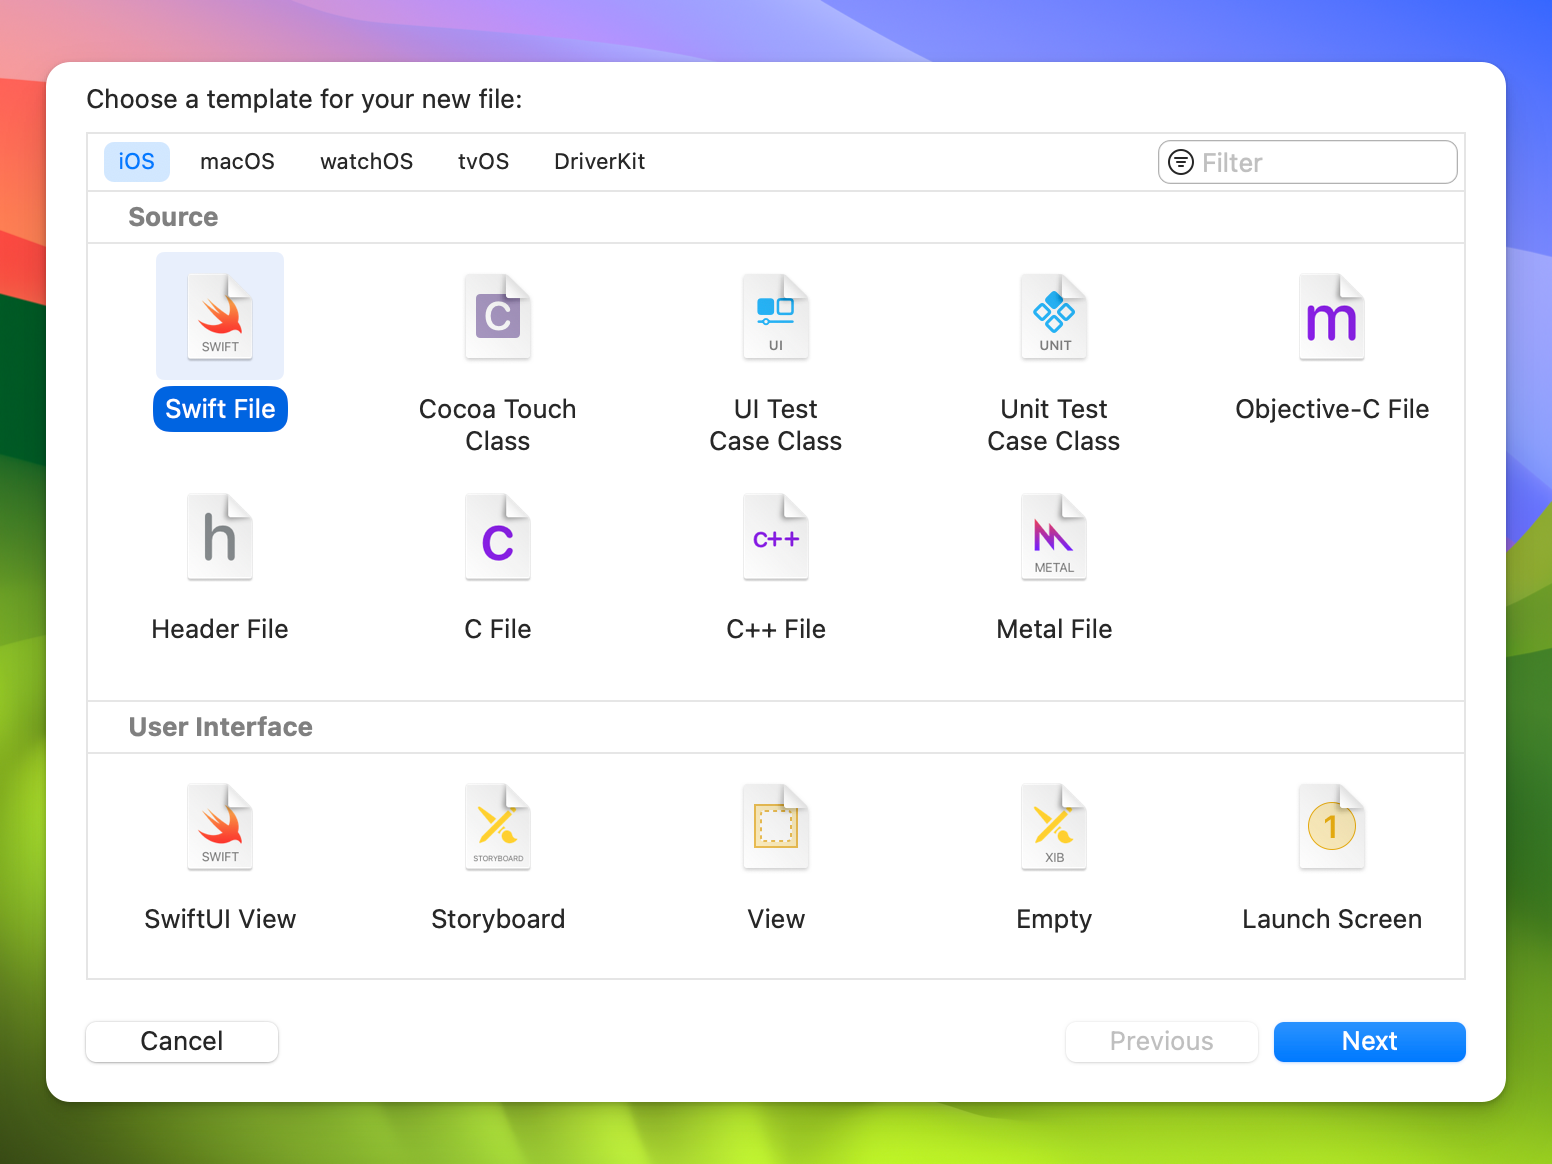 Choose a template for your new file:
iOS macOS watchOS tvOS DriverKit Filter
Source
SWIFT C UI UNIT m
Swift File Cocoa Touch Class UI Test Case Class Unit Test Case Class Objective-C File
h C C++ METAL
Header File C File C++ File Metal File
User Interface
SWIFT STORYBOARD XIB 1
SwiftUI View Storyboard View Empty Launch Screen
Cancel Previous Next